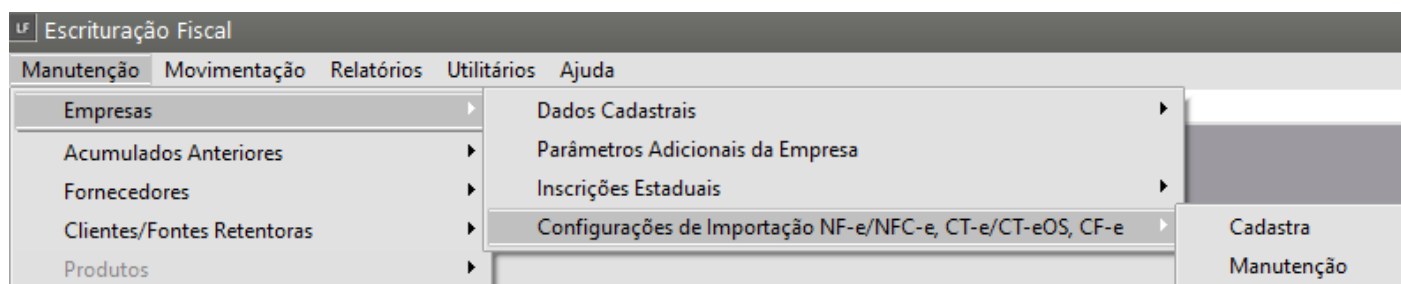 LF Escrituração Fiscal
Manutenção Movimentação Relatórios Utilitários Ajuda
Empresas
Acumulados Anteriores
Fornecedores
Clientes/Fontes Retentoras
Produtos
Dados Cadastrais
Parâmetros Adicionais da Empresa
Inscrições Estaduais
Configurações de Importação NF-e/NFC-e, CT-e/CT-eOS, CF-e
Cadastra
Manutenção